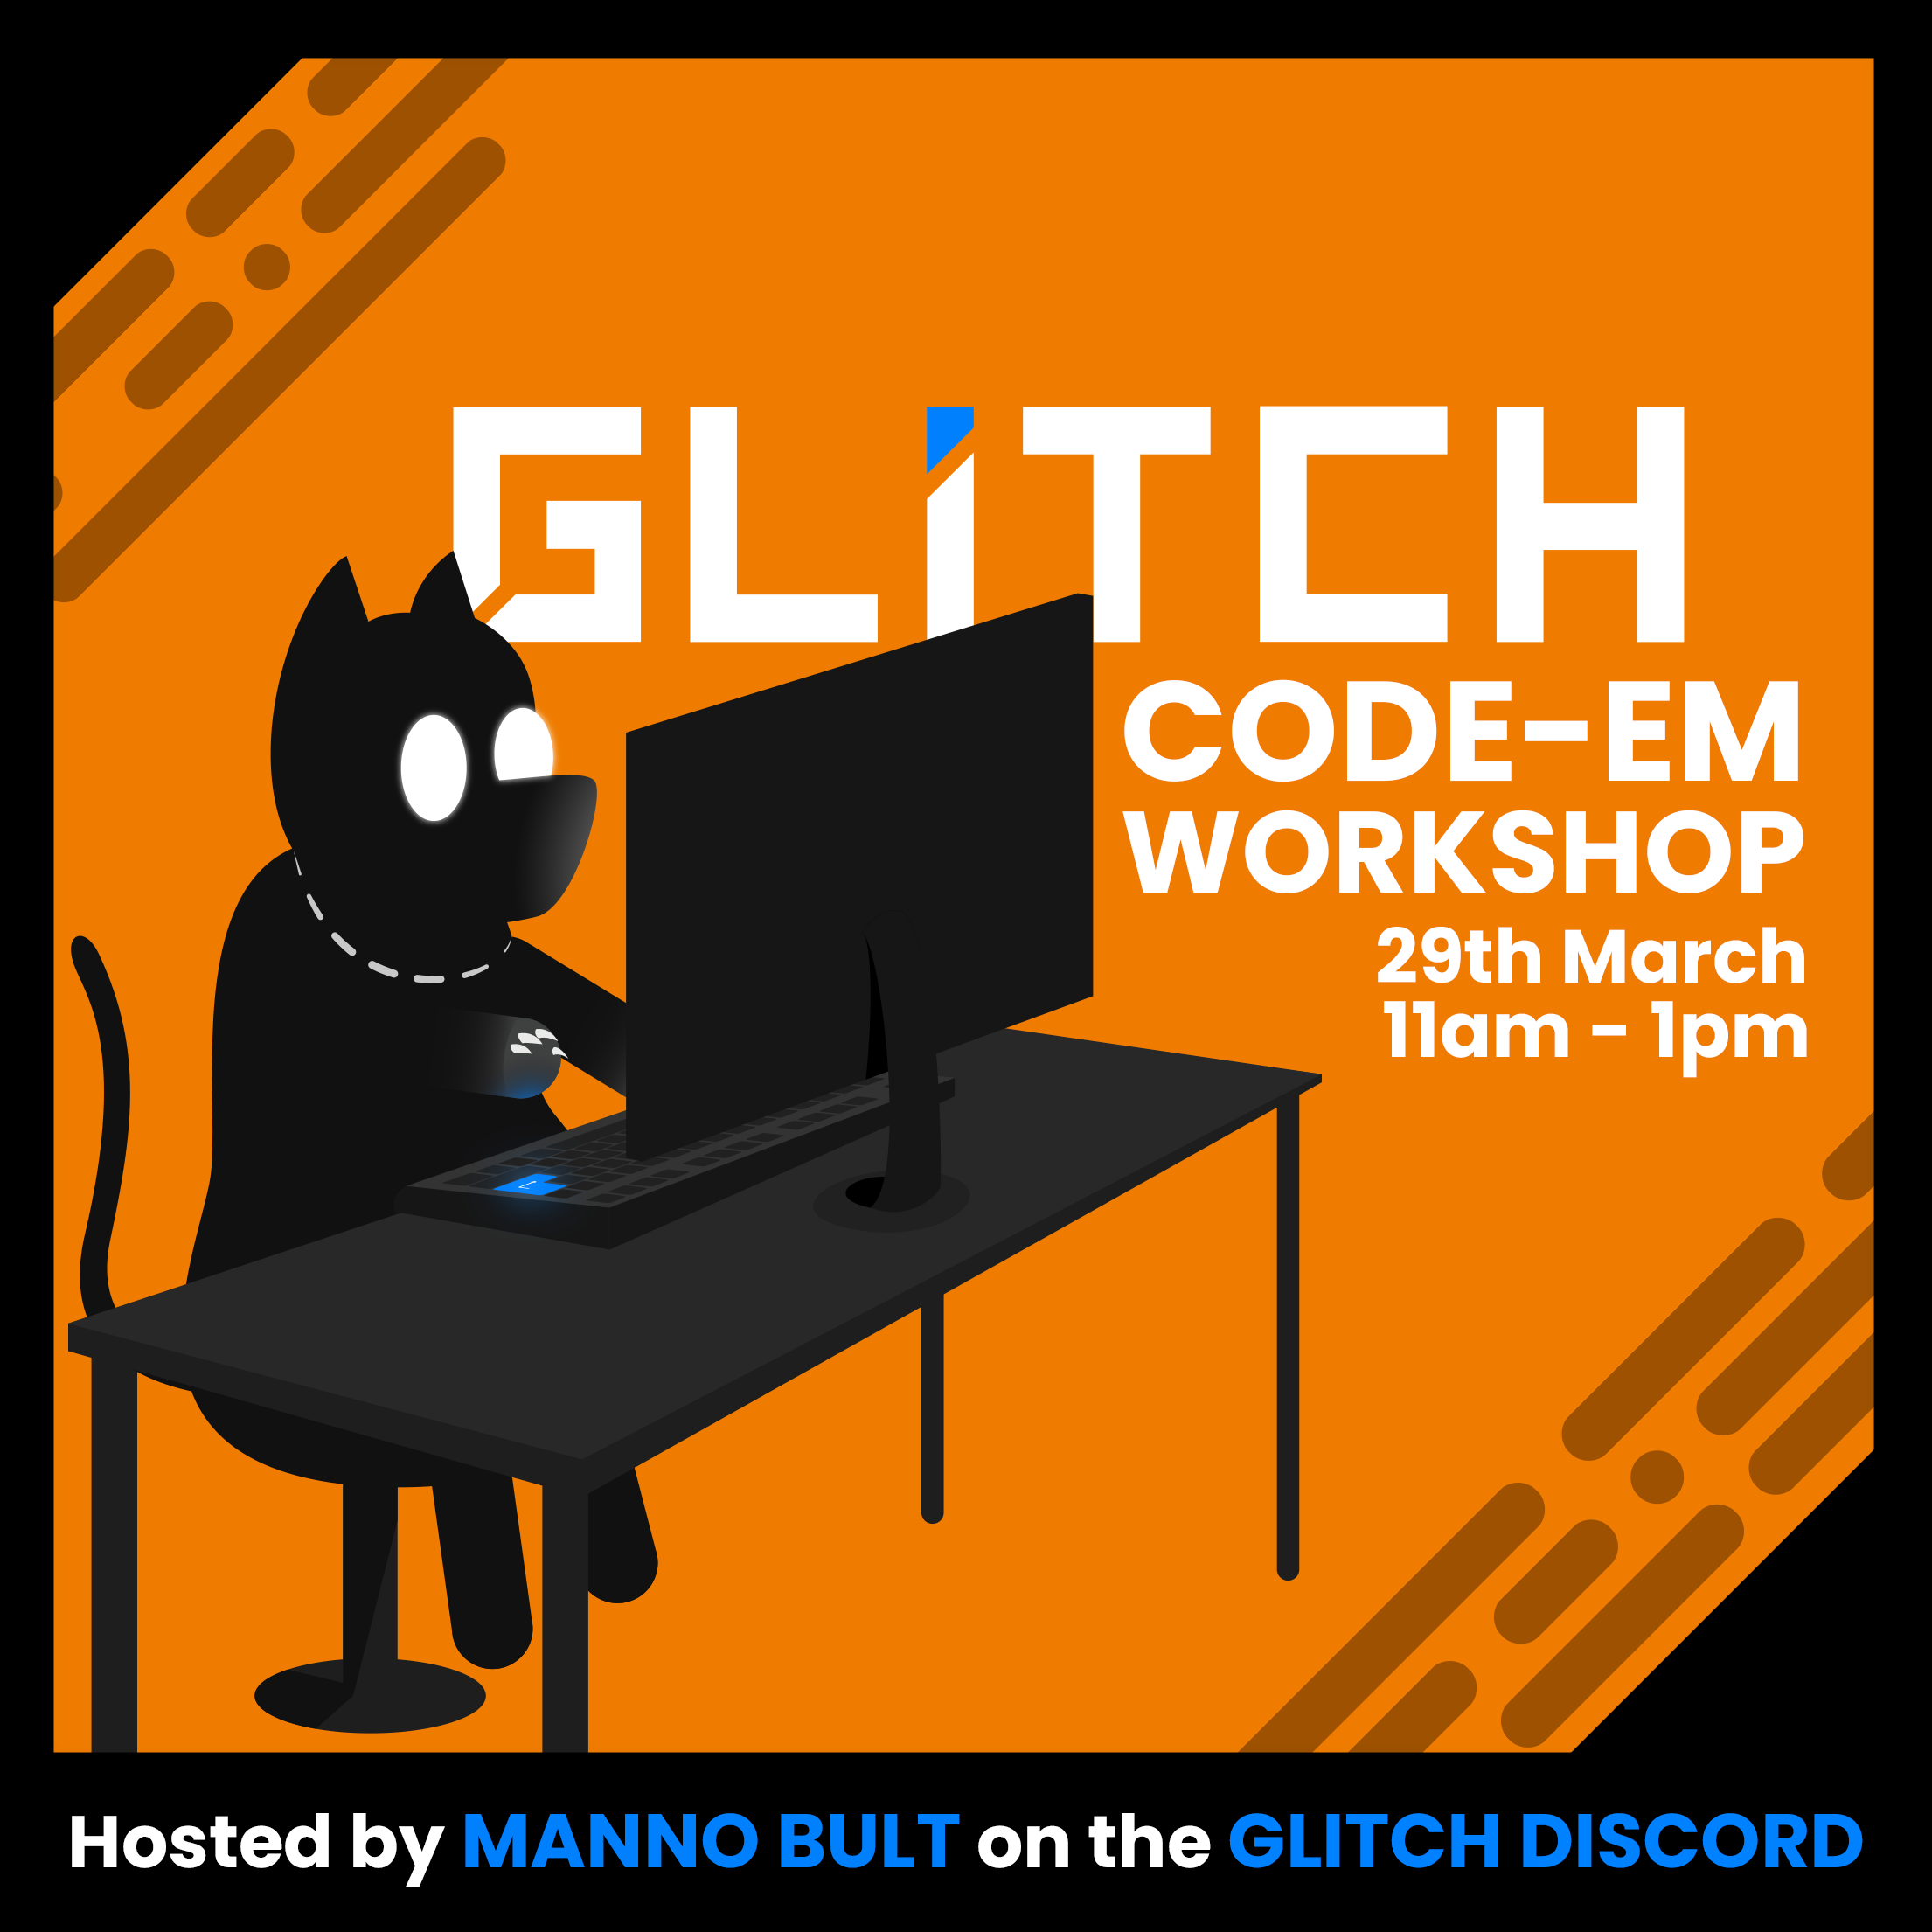 GLiTCH
CODE-EM
WORKSHOP
29th March
11am - 1pm
Hosted by MANNO BULT on the GLITCH DISCORD